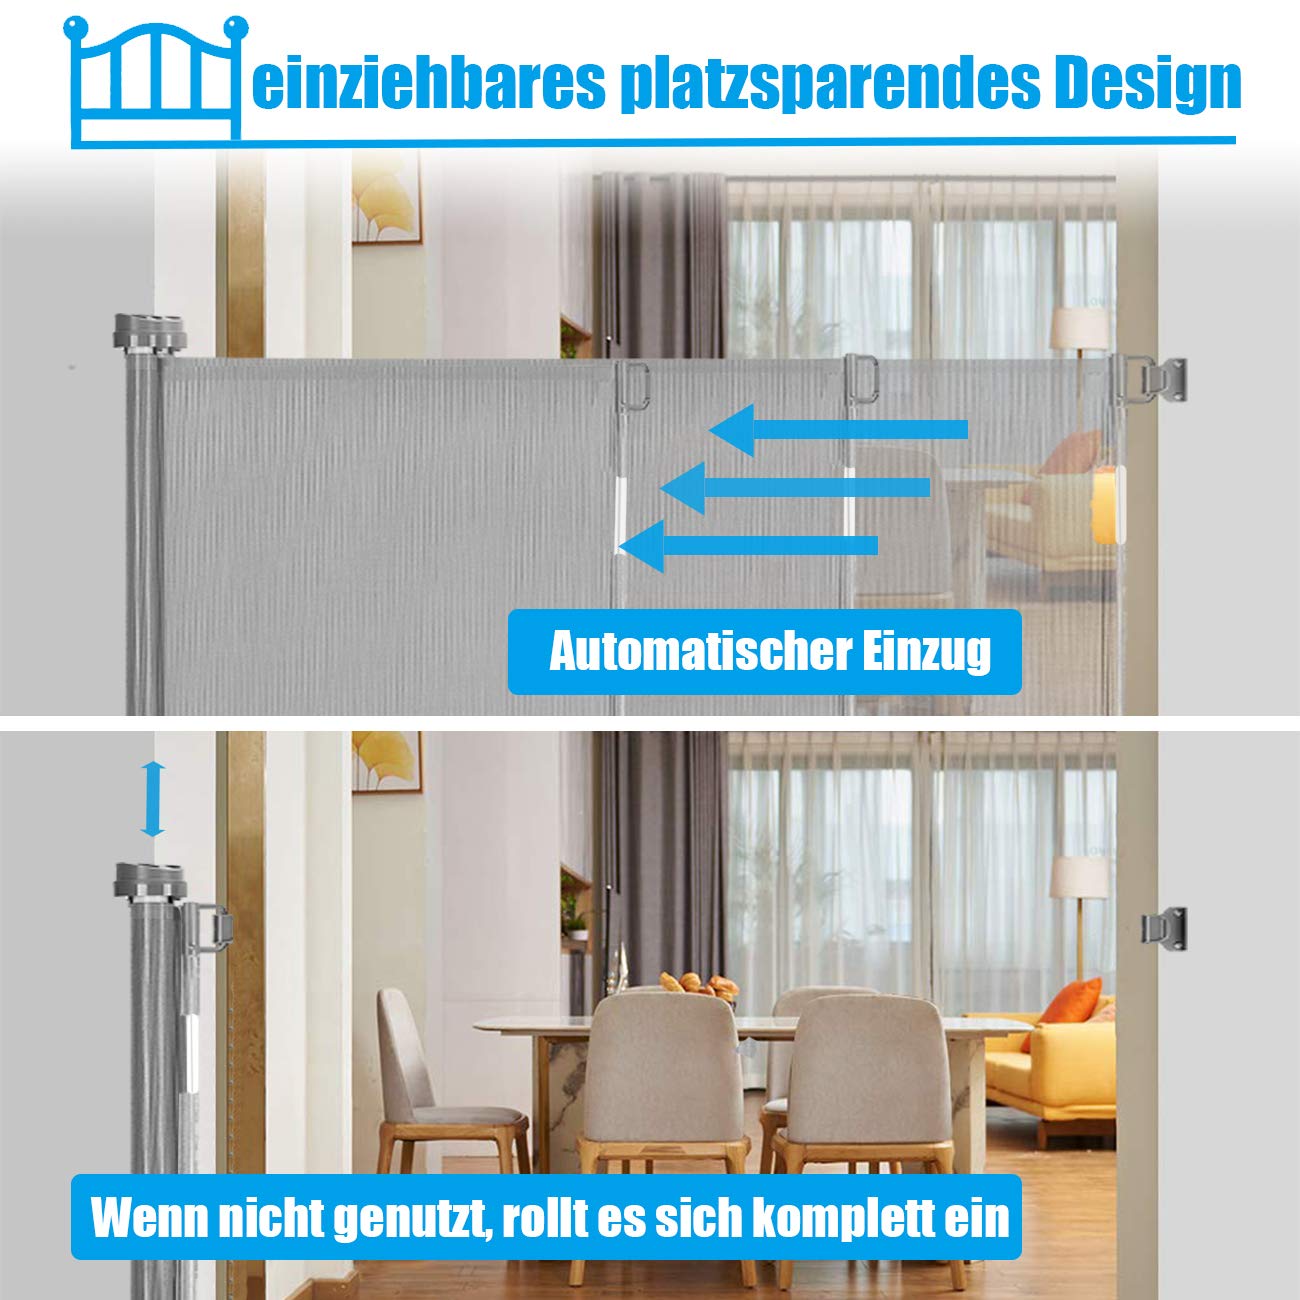 einziehbares platzsparendes Design
Automatischer Einzug
Wenn nicht genutzt, rollt es sich komplett ein